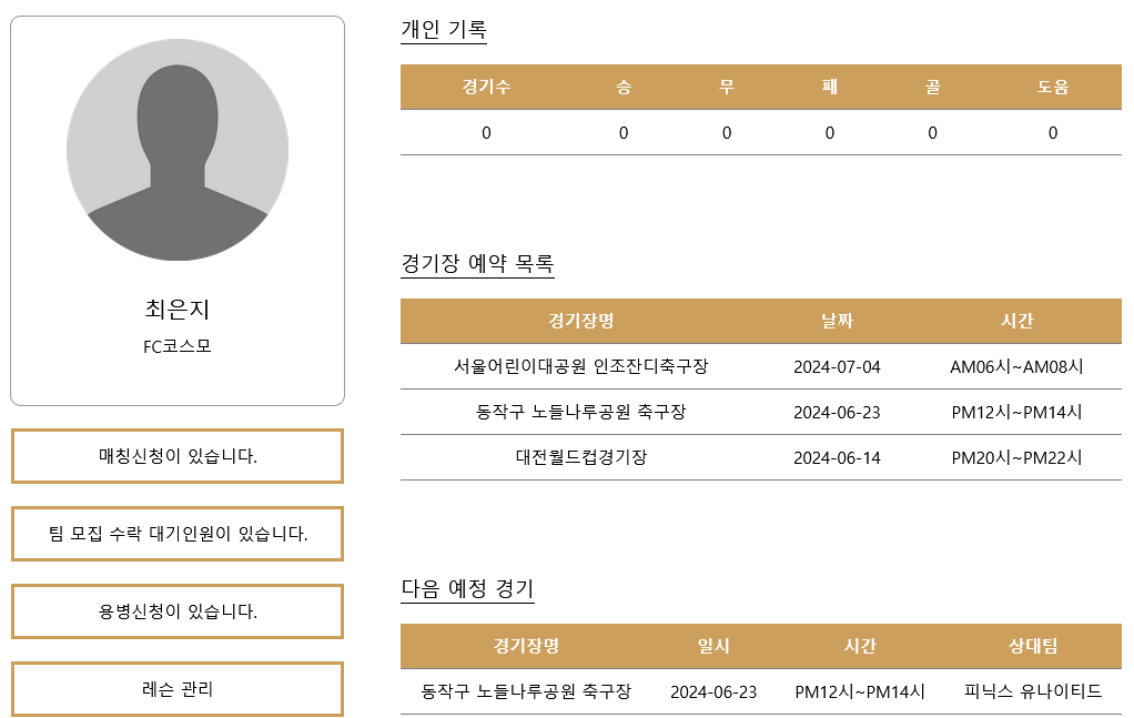 최은지
FC코스모
매칭신청이 있습니다.
팀 모집 수락 대기인원이 있습니다.
용병신청이 있습니다.
레슨 관리
개인 기록
경기수 승 무 패 골 도움
0 0 0 0 0 0
경기장 예약 목록
경기장명 날짜 시간
서울어린이대공원 인조잔디축구장 2024-07-04 AM06시~AM08시
동작구 노들나루공원 축구장 2024-06-23 PM12시~PM14시
대전월드컵경기장 2024-06-14 PM20시~PM22시
다음 예정 경기
경기장명 일시 시간 상대팀
동작구 노들나루공원 축구장 2024-06-23 PM12시~PM14시 피닉스 유나이티드